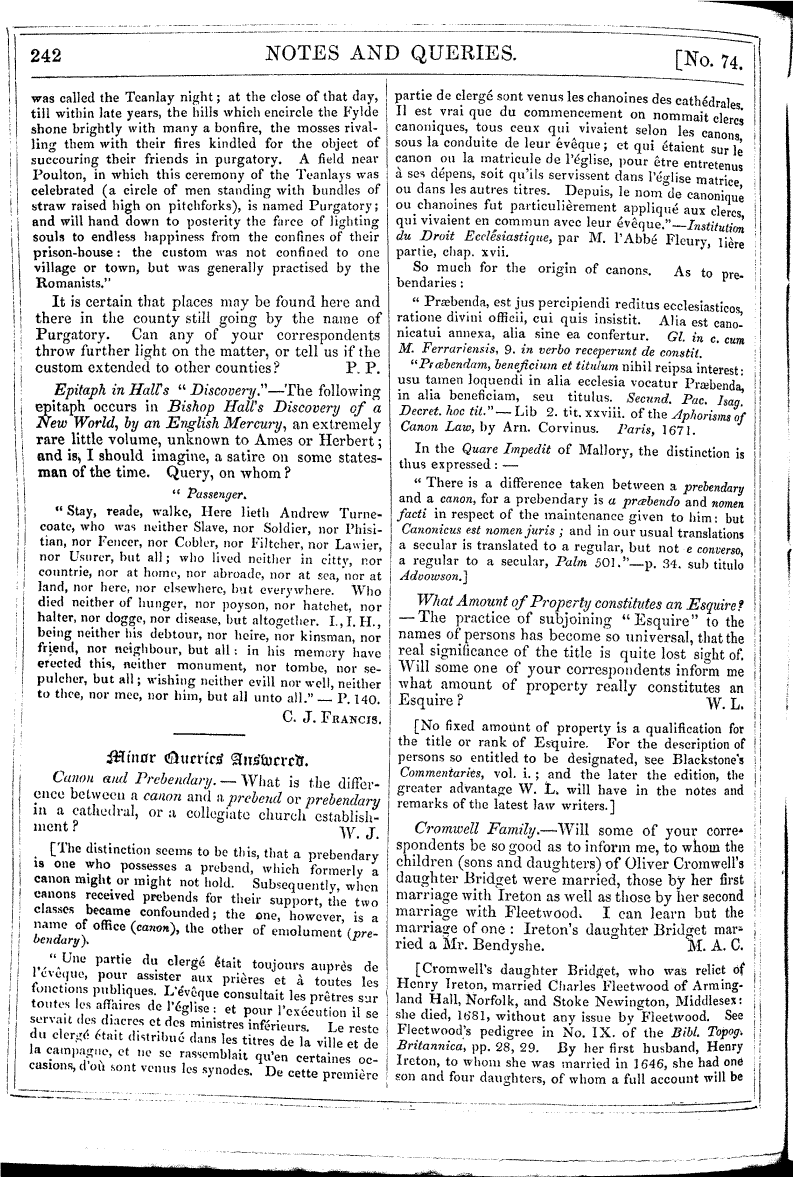 242
NOTES AND QUERIES.
[No. 74.
was called the Teanlay night; at the close of that day,
till within late years, the hills which encircle the Fylde
shone brightly with many a bonfire, the mosses rival-
ling them with their fires kindled for the object of
succouring their friends in purgatory. A field near
Poulton, in which this ceremony of the Teanlays was
celebrated (a circle of men standing with bundles of
straw raised high on pitchforks), is named Purgatory;
and will hand down to posterity the farce of lighting
souls to endless happiness from the confines of their
prison-house: the custom was not confined to one
village or town, but was generally practised by the
Romanists."
It is certain that places may be found here and
there in the county still going by the name of
Purgatory. Can any of your correspondents
throw further light on the matter, or tell us if the
custom extended to other counties? P. P.
Epitaph in Hall's "Discovery."—The following
epitaph occurs in Bishop Hall's Discovery of a
New World, by an English Mercury, an extremely
rare little volume, unknown to Ames or Herbert;
and is, I should imagine, a satire on some states-
man of the time. Query, on whom?
"Passenger.
"Stay, reade, walke, Here lieth Andrew Turne-
coate, who was neither Slave, nor Soldier, nor Phisi-
tian, nor Fencer, nor Cobler, nor Filtcher, nor Lawier,
nor Usurer, but all; who lived neither in citty, nor
countrie, nor at home, nor abroade, nor at sea, nor at
land, nor here, nor elsewhere, but everywhere. Who
died neither of hunger, nor poyson, nor hatchet, nor
halter, nor dogge, nor disease, but altogether. I., I. H.,
being neither his debtour, nor heire, nor kinsman, nor
friend, nor neighbour, but all: in his memory have
erected this, neither monument, nor tombe, nor se-
pulcher, but all; wishing neither evill nor well, neither
to thee, nor mee, nor him, but all unto all."— P. 140.
C. J. FRANCIS.
Minor Queries Answered.
Canon and Prebendary.—What is the differ-
ence between a canon and a prebend or prebendary
in a cathedral, or a collegiate church establish-
ment? W. J.
[The distinction seems to be this, that a prebendary
is one who possesses a prebend, which formerly a
canon might or might not hold. Subsequently, when
canons received prebends for their support, the two
classes became confounded; the one, however, is a
name of office (canon), the other of emolument (pre-
bendary).
"Une partie du clergé était toujours auprès de
l'évêque, pour assister aux prières et à toutes les
fonctions publiques. L'évêque consultait les prêtres sur
toutes les affaires de l'église: et pour l'exécution il se
servait des diacres et des ministres inférieurs. Le reste
du clergé était distribué dans les titres de la ville et de
la campagne, et ne se rassemblait qu'en certaines oc-
casions, d'où sont venus les synodes. De cette première
partie de clergé sont venus les chanoines des cathédrales.
Il est vrai que du commencement on nommait clercs
canoniques, tous ceux qui vivaient selon les canons,
sous la conduite de leur évêque; et qui étaient sur le
canon ou la matricule de l'église, pour être entretenus
à ses dépens, soit qu'ils servissent dans l'église matrice,
ou dans les autres titres. Depuis, le nom de canonique
ou chanoines fut particulièrement appliqué aux clercs,
qui vivaient en commun avec leur évêque."—Institution
du Droit Ecclésiastique, par M. l'Abbé Fleury, lière
partie, chap. xvii.
So much for the origin of canons. As to pre-
bendaries:
"Præbenda, est jus percipiendi reditus ecclesiasticos,
ratione divini officii, cui quis insistit. Alia est cano-
nicatui annexa, alia sine ea confertur. Gl. in c. cum
M. Ferrariensis, 9. in verbo receperunt de constit.
"Præbendam, beneficium et titulum nihil reipsa interest:
usu tamen loquendi in alia ecclesia vocatur Præbenda,
in alia beneficiam, seu titulus. Secund. Pac. Isag.
Decret. hoc tit."—Lib 2. tit. xxviii. of the Aphorisms of
Canon Law, by Arn. Corvinus. Paris, 1671.
In the Quare Impedit of Mallory, the distinction is
thus expressed:—
"There is a difference taken between a prebendary
and a canon, for a prebendary is a præbendo and nomen
facti in respect of the maintenance given to him: but
Canonicus est nomen juris; and in our usual translations
a secular is translated to a regular, but not e converso,
a regular to a secular, Palm 501."—p. 34. sub titulo
Advowson.]
What Amount of Property constitutes an Esquire?
—The practice of subjoining "Esquire" to the
names of persons has become so universal, that the
real significance of the title is quite lost sight of.
Will some one of your correspondents inform me
what amount of property really constitutes an
Esquire? W. L.
[No fixed amount of property is a qualification for
the title or rank of Esquire. For the description of
persons so entitled to be designated, see Blackstone's
Commentaries, vol. i.; and the later the edition, the
greater advantage W. L. will have in the notes and
remarks of the latest law writers.]
Cromwell Family.—Will some of your corre-
spondents be so good as to inform me, to whom the
children (sons and daughters) of Oliver Cromwell's
daughter Bridget were married, those by her first
marriage with Ireton as well as those by her second
marriage with Fleetwood. I can learn but the
marriage of one: Ireton's daughter Bridget mar-
ried a Mr. Bendyshe. M. A. C.
[Cromwell's daughter Bridget, who was relict of
Henry Ireton, married Charles Fleetwood of Arming-
land Hall, Norfolk, and Stoke Newington, Middlesex:
she died, 1681, without any issue by Fleetwood. See
Fleetwood's pedigree in No. IX. of the Bibl. Topog.
Britannica, pp. 28, 29. By her first husband, Henry
Ireton, to whom she was married in 1646, she had one
son and four daughters, of whom a full account will be